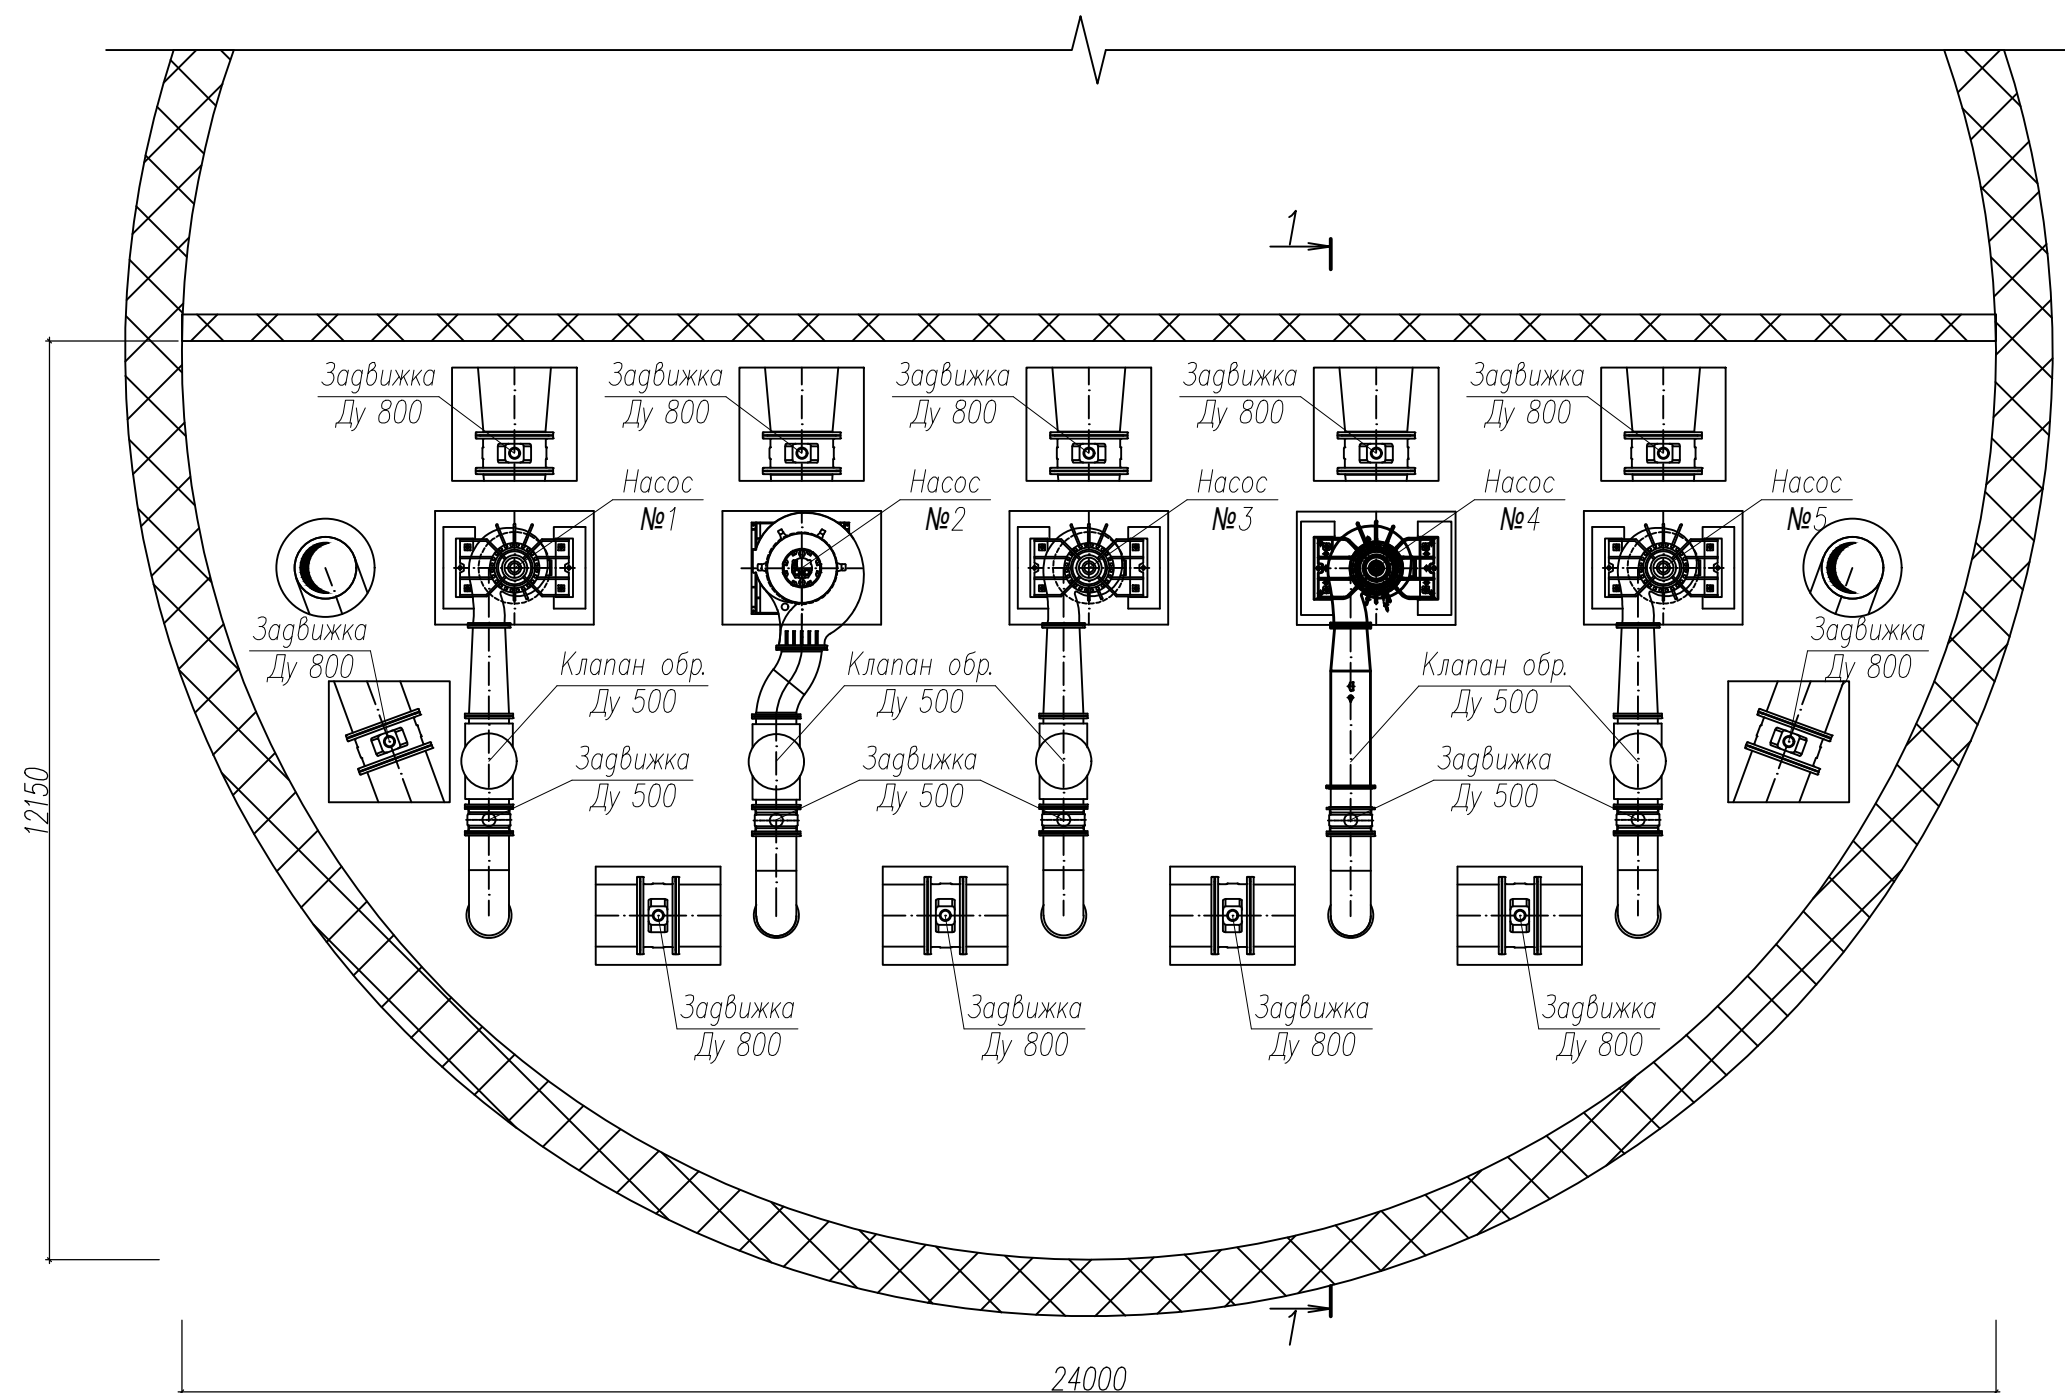 1
Задвижка
Ду 800
Задвижка
Ду 800
Задвижка
Ду 800
Задвижка
Ду 800
Задвижка
Ду 800
Насос
№1
Насос
№2
Насос
№3
Насос
№4
Насос
№5
Задвижка
Ду 800
Задвижка
Ду 800
Клапан обр.
Ду 500
Клапан обр.
Ду 500
Клапан обр.
Ду 500
Задвижка
Ду 500
Задвижка
Ду 500
Задвижка
Ду 500
12150
Задвижка
Ду 800
Задвижка
Ду 800
Задвижка
Ду 800
Задвижка
Ду 800
1
24000